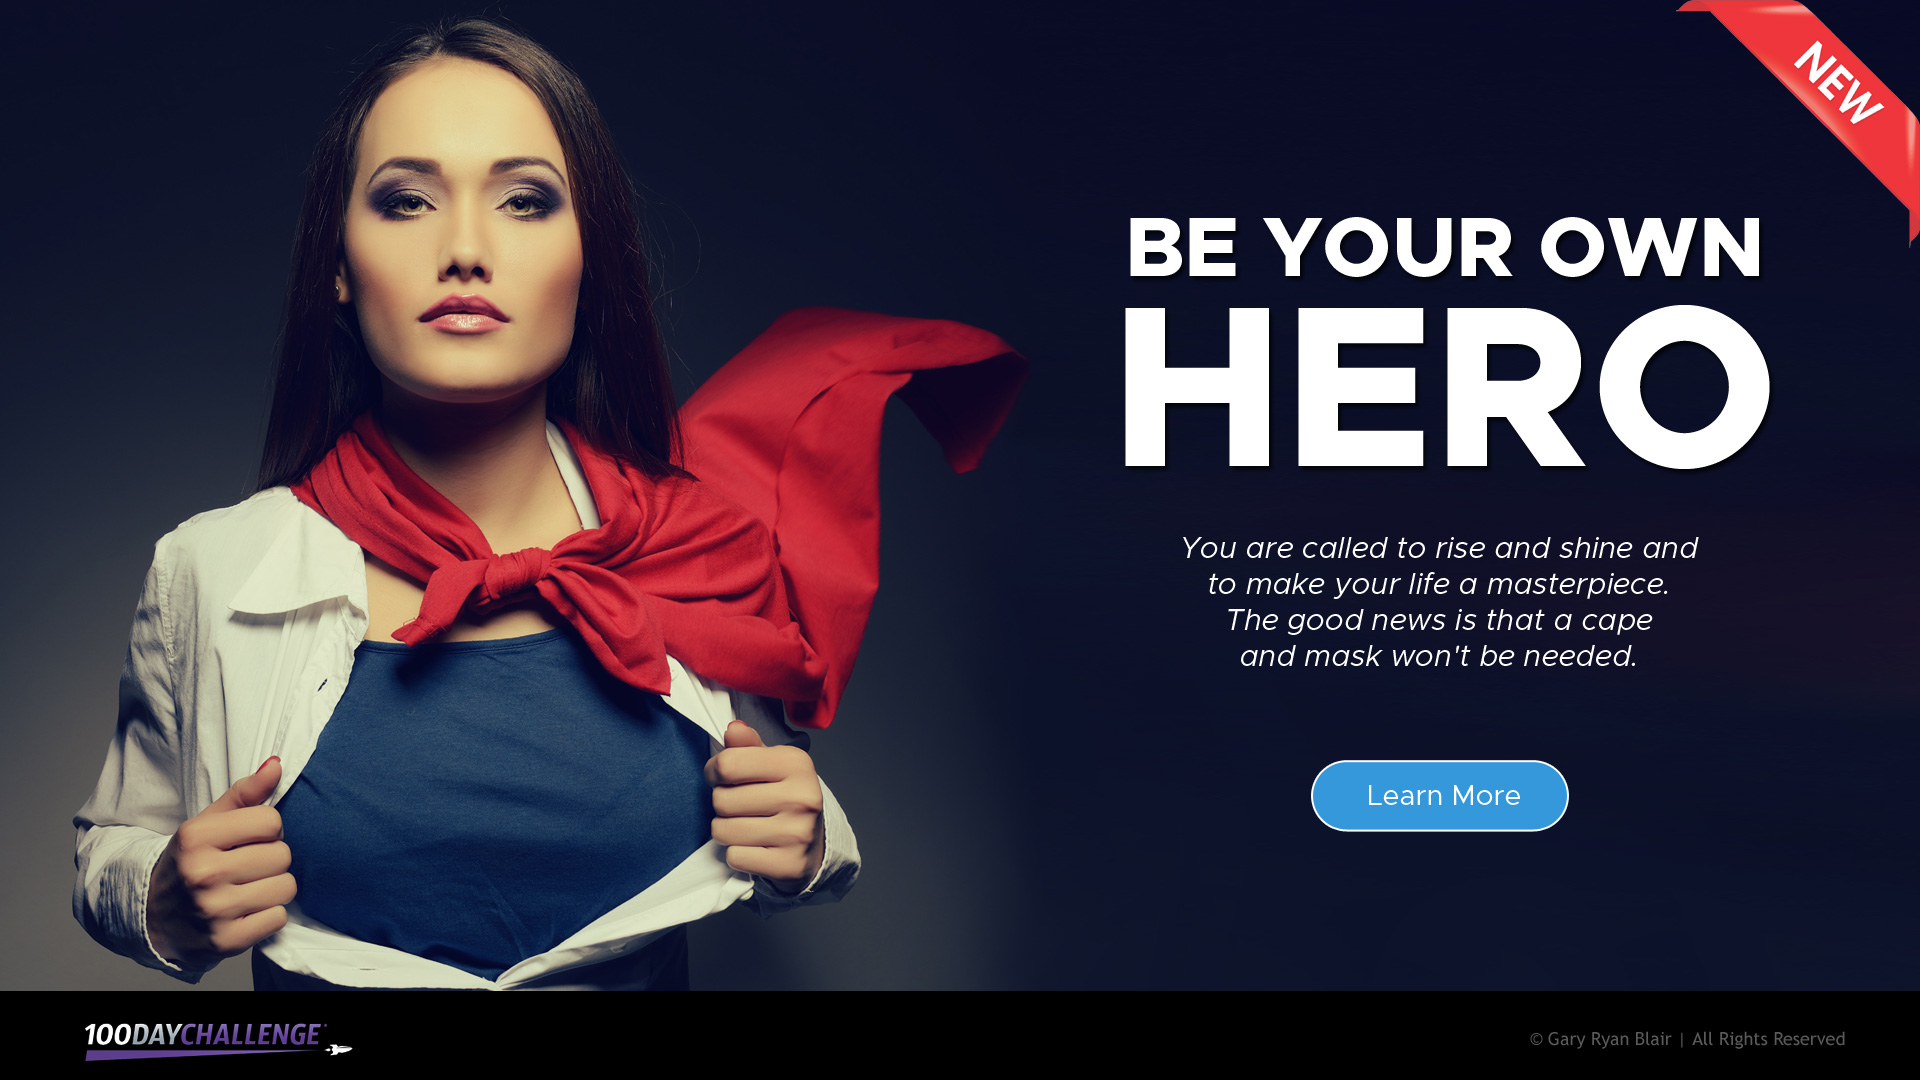 NEW
BE YOUR OWN
HERO
You are called to rise and shine and
to make your life a masterpiece.
The good news is that a cape
and mask won't be needed.
Learn More
100DAYCHALLENGE
© Gary Ryan Blair | All Rights Reserved